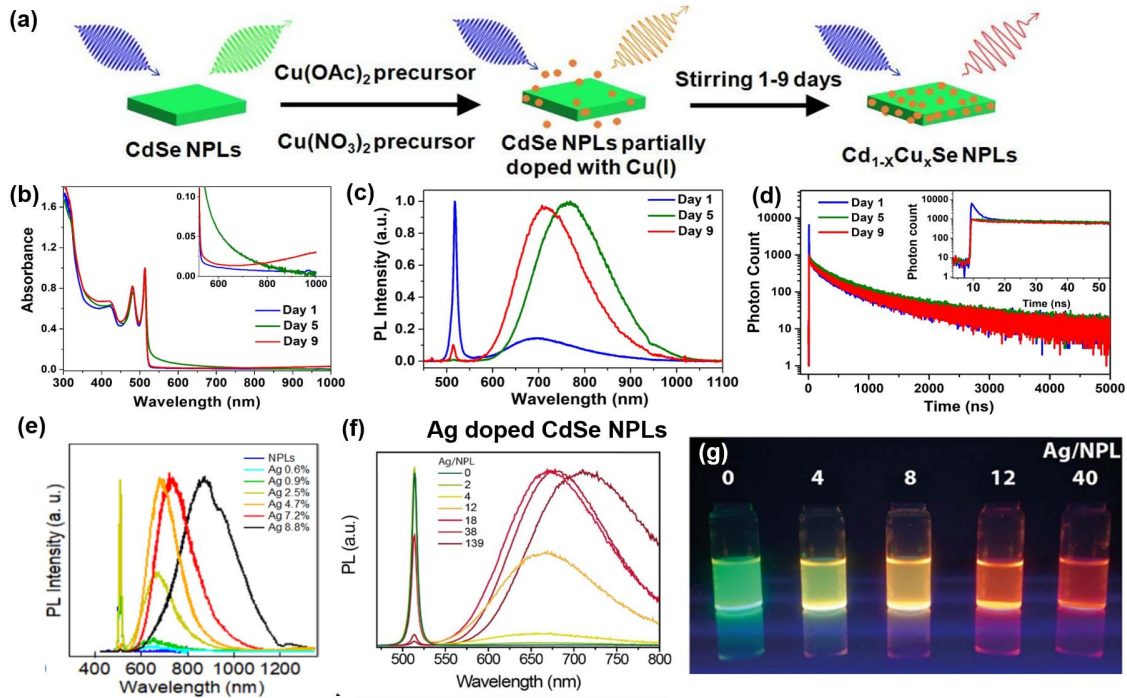 (a)
Cu(OAc)2 precursor
Cu(NO3)2 precursor
Stirring 1-9 days
CdSe NPLs
CdSe NPLs partially
doped with Cu(I)
Cd1-xCuxSe NPLs
(b)
Absorbance
1.6
1.2
0.8
0.4
0.0
300 400 500 600 700 800 900 1000
Wavelength (nm)
0.10
0.05
0.00
600 800 1000
Day 1
Day 5
Day 9
(c)
PL Intensity (a.u.)
1.0
0.8
0.6
0.4
0.2
0.0
500 600 700 800 900 1000 1100
Wavelength (nm)
Day 1
Day 5
Day 9
(d)
Photon Count
10000
1000
100
10
1
0 1000 2000 3000 4000 5000
Time (ns)
Day 1
Day 5
Day 9
Photon count
10000
1000
100
10
1
10 20 30 40 50
Time (ns)
(e)
PL Intensity (a. u.)
400 600 800 1000 1200
Wavelength (nm)
NPLs
Ag 0.6%
Ag 0.9%
Ag 2.5%
Ag 4.7%
Ag 7.2%
Ag 8.8%
(f)
Ag doped CdSe NPLs
PL (a.u.)
Ag/NPL
0
2
4
12
18
38
139
500 550 600 650 700 750 800
Wavelength (nm)
(g)
Ag/NPL
0 4 8 12 40